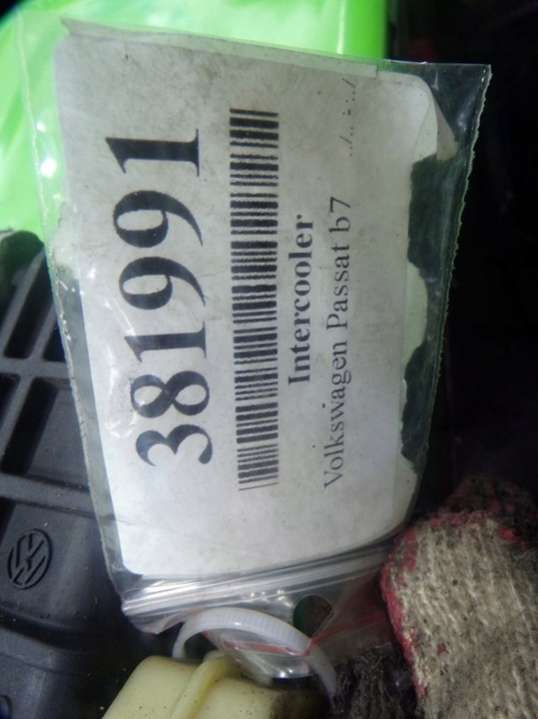 381991
Intercooler
Volkswagen Passat b7
../.. - ../